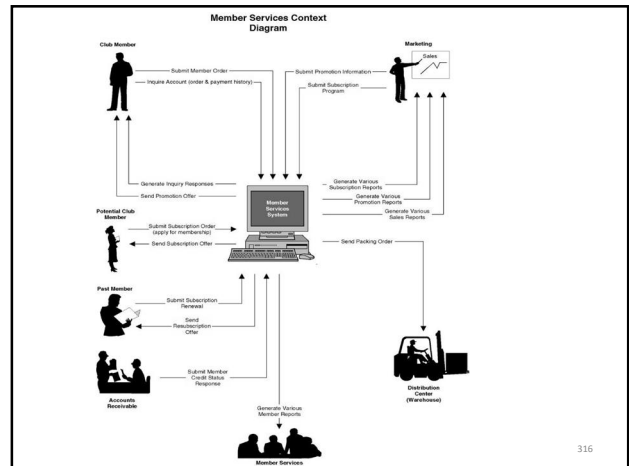 Member Services Context
Diagram
Club Member
Marketing
Sales
Submit Member Order
Inquire Account (order & payment history)
Submit Promotion Information
Submit Subscription
Program
Generate Inquiry Responses
Send Promotion Offer
Generate Various
Subscription Reports
Generate Various
Promotion Reports
Generate Various
Sales Reports
Member
Services
System
Potential Club
Member
Submit Subscription Order
(apply for membership)
Send Subscription Offer
Send Packing Order
Past Member
Submit Subscription
Renewal
Send
Resubscription
Offer
Submit Member
Credit Status
Response
Accounts
Receivable
Distribution
Center
(Warehouse)
Generate Various
Member Reports
Member Services
316